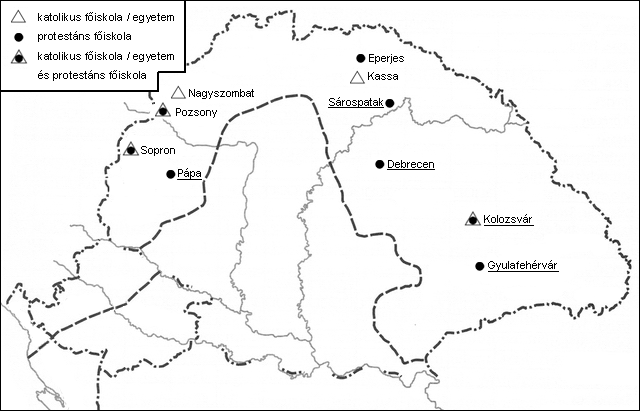 katolikus főiskola / egyetem
protestáns főiskola
katolikus főiskola / egyetem
és protestáns főiskola
Eperjes
Kassa
Nagyszombat
Sárospatak
Pozsony
Sopron
Pápa
Debrecen
Kolozsvár
Gyulafehérvár